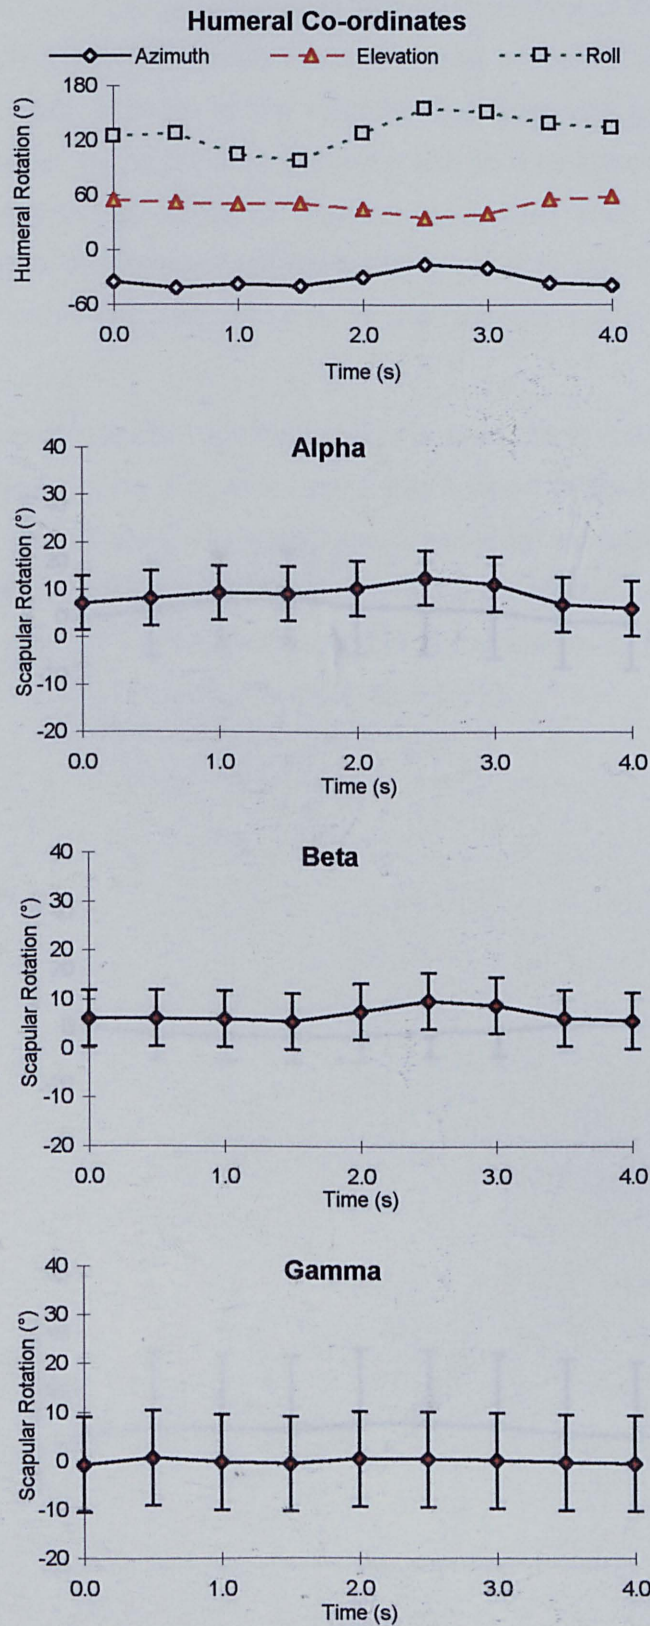 Humeral Co-ordinates
Azimuth Elevation Roll
Humeral Rotation (°)
180
120
60
0
-60
0.0 1.0 2.0 3.0 4.0
Time (s)
Alpha
Scapular Rotation (°)
40
30
20
10
0
-10
-20
0.0 1.0 2.0 3.0 4.0
Time (s)
Beta
Scapular Rotation (°)
40
30
20
10
0
-10
-20
0.0 1.0 2.0 3.0 4.0
Time (s)
Gamma
Scapular Rotation (°)
40
30
20
10
0
-10
-20
0.0 1.0 2.0 3.0 4.0
Time (s)